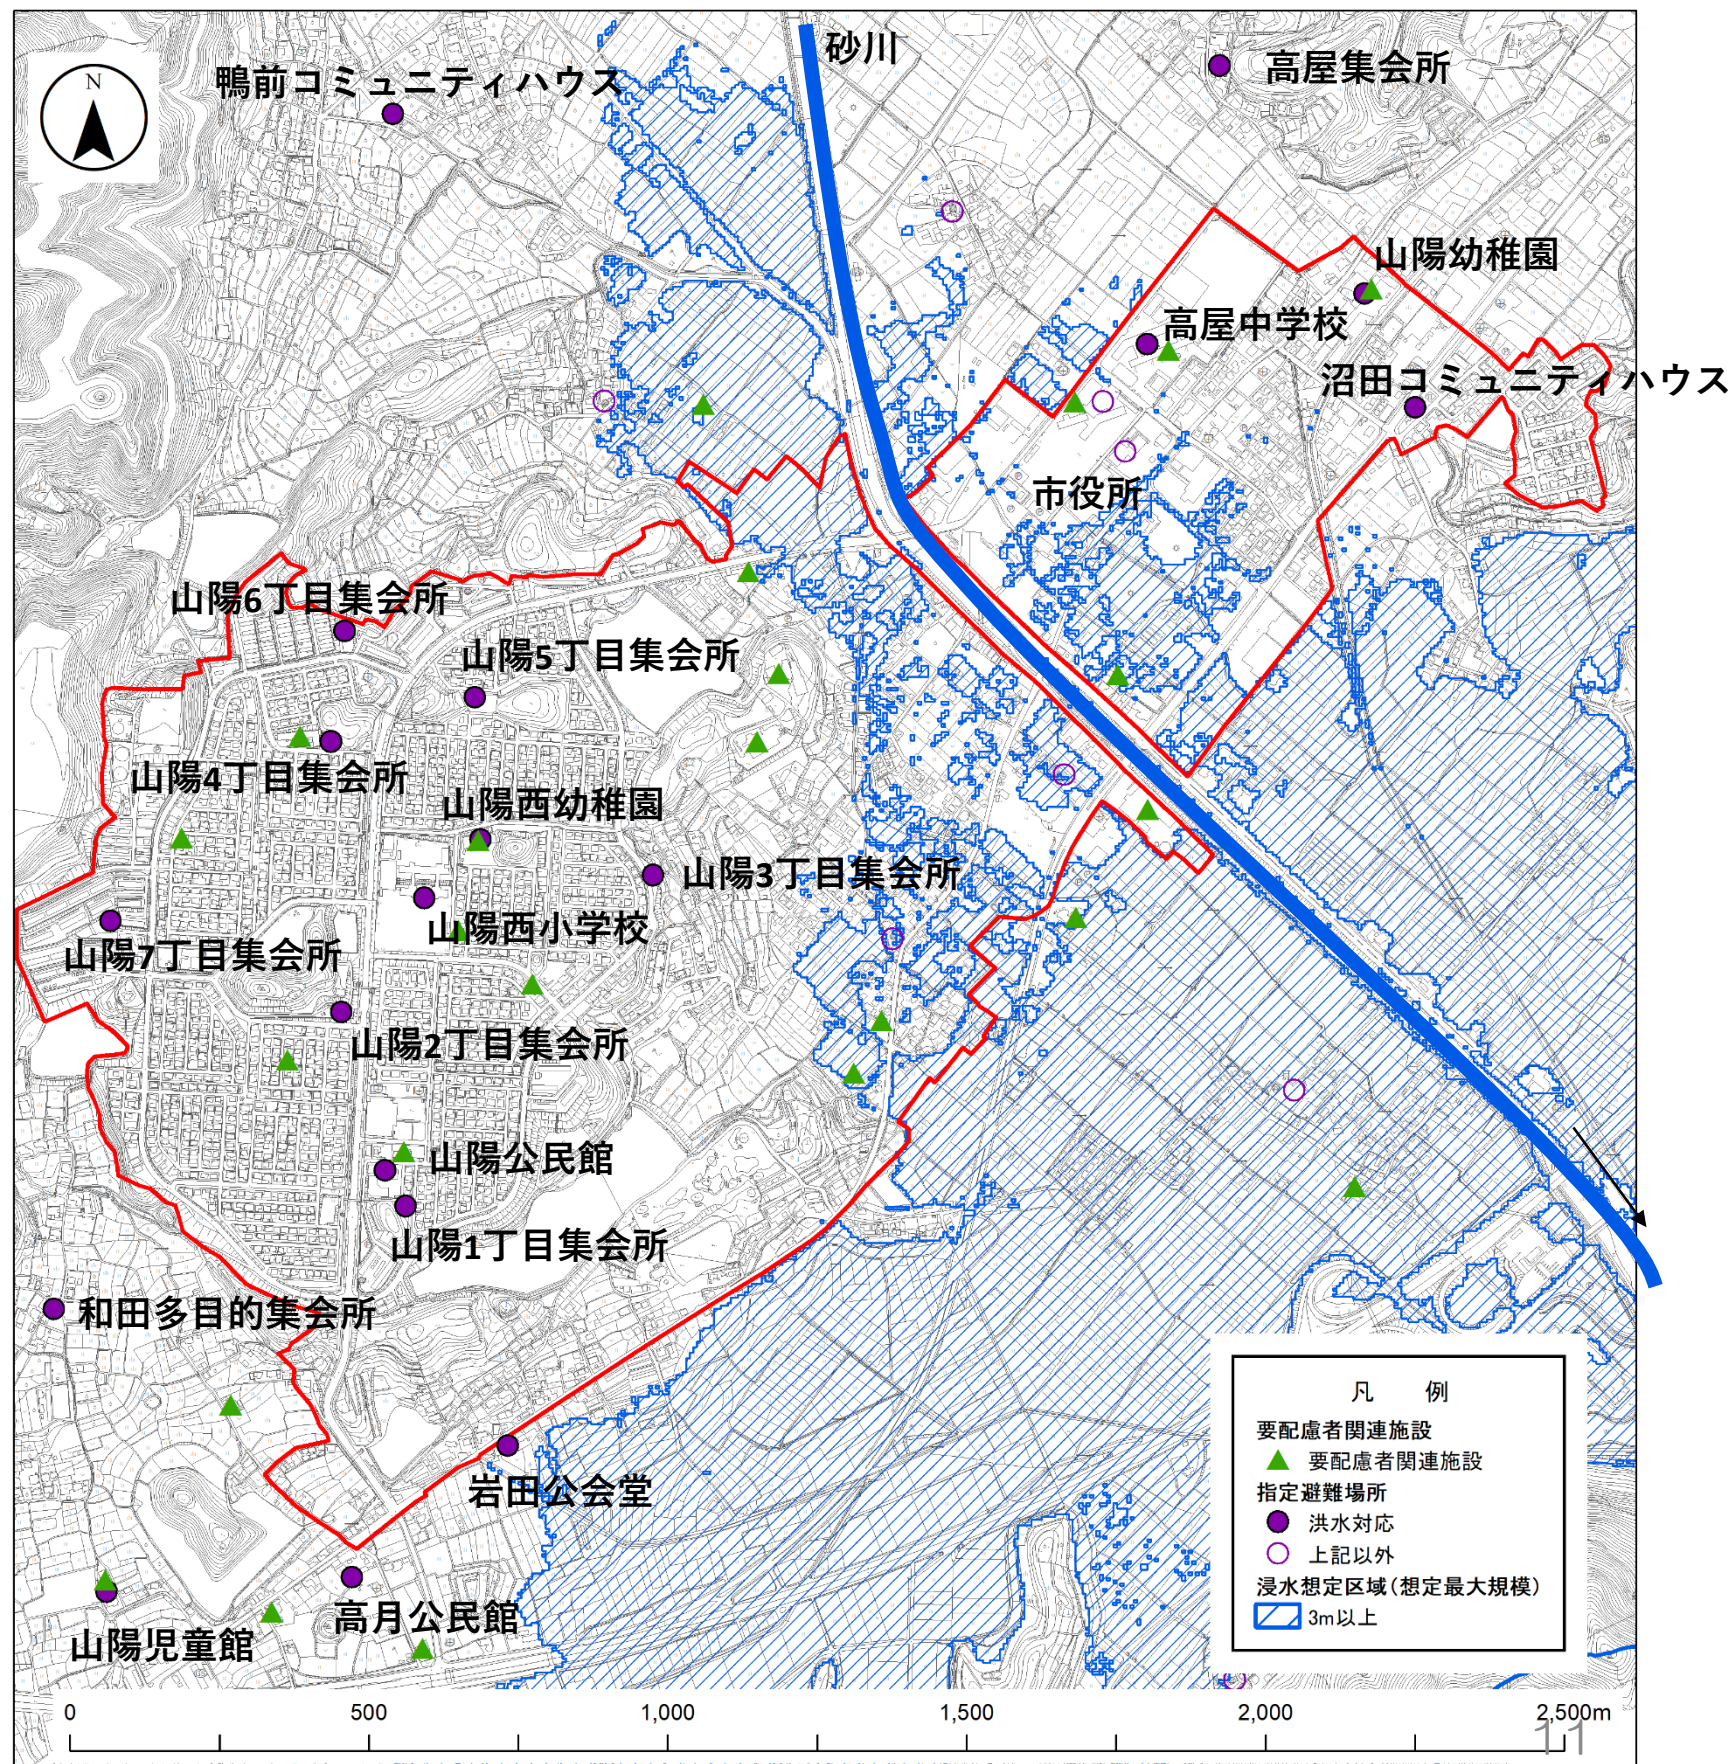 砂川
高屋集会所
鴨前コミュニティハウス
N
山陽幼稚園
高屋中学校
沼田コミュニティハウス
市役所
山陽6丁目集会所
山陽5丁目集会所
山陽4丁目集会所
山陽西幼稚園
山陽3丁目集会所
山陽西小学校
山陽7丁目集会所
山陽2丁目集会所
山陽公民館
山陽1丁目集会所
和田多目的集会所
岩田公会堂
高月公民館
山陽児童館
凡 例
要配慮者関連施設
要配慮者関連施設
指定避難場所
洪水対応
上記以外
浸水想定区域(想定最大規模)
3m以上
0 500 1,000 1,500 2,000 2,500m
11